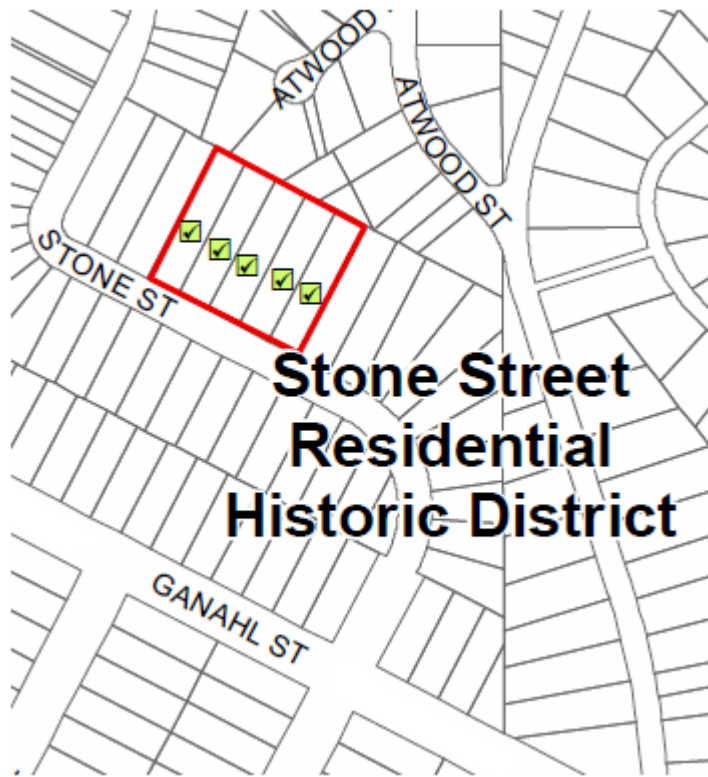 ATWOOD
ATWOOD ST
STONE ST
Stone Street
Residential
Historic District
GANAHL ST